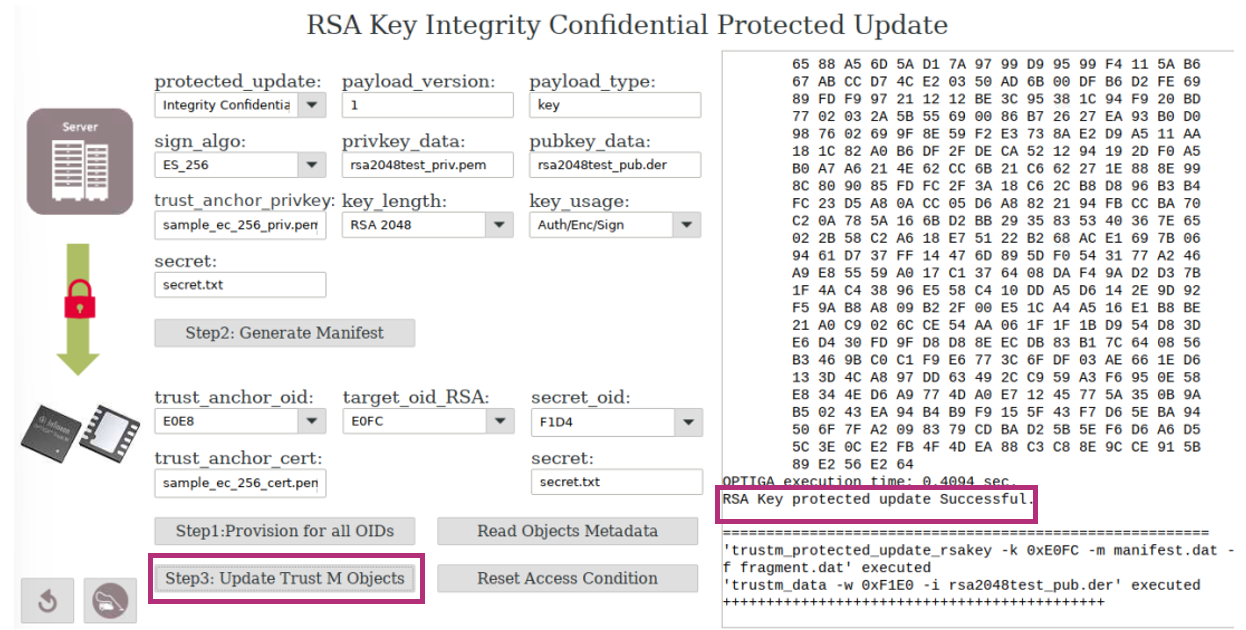 RSA Key Integrity Confidential Protected Update
Server
protected_update: payload_version: payload_type:
Integrity Confidentia 1 key
sign_algo: privkey_data: pubkey_data:
ES_256 rsa2048test_priv.pem rsa2048test_pub.der
trust_anchor_privkey: key_length: key_usage:
sample_ec_256_priv.pem RSA 2048 Auth/Enc/Sign
secret:
secret.txt
Step2: Generate Manifest
trust_anchor_oid: target_oid_RSA: secret_oid:
E0E8 E0FC F1D4
trust_anchor_cert: secret:
sample_ec_256_cert.pem secret.txt
Step1:Provision for all OIDs Read Objects Metadata
Step3: Update Trust M Objects Reset Access Condition
65 88 A5 6D 5A D1 7A 97 99 D9 95 99 F4 11 5A B6
67 AB CC D7 4C E2 03 50 AD 6B 00 DF B6 D2 FE 69
89 FD F9 97 21 12 12 BE 3C 95 38 1C 94 F9 20 BD
77 02 03 2A 5B 55 69 00 86 B7 26 27 EA 93 B0 D0
98 76 02 69 9F 8E 59 F2 E3 73 8A E2 D9 A5 11 AA
18 1C 82 A0 B6 DF 2F DE CA 52 12 94 19 2D F0 A5
B0 A7 A6 21 4E 62 CC 6B 21 C6 62 27 1E 88 8E 99
8C 80 90 85 FD FC 2F 3A 18 C6 2C B8 D8 96 B3 B4
FC 23 D5 A8 0A CC 05 D6 A8 82 21 94 FB CC BA 70
C2 0A 78 5A 16 6B D2 BB 29 35 83 53 40 36 7E 65
02 2B 58 C2 A6 18 E7 51 22 B2 68 AC E1 69 7B 06
94 61 D7 37 FF 14 47 6D 89 5D F0 54 31 77 A2 46
A9 E8 55 59 A0 17 C1 37 64 08 DA F4 9A D2 D3 7B
1F 4A C4 38 96 E5 58 C4 10 DD A5 D6 14 2E 9D 92
F5 9A B8 A8 09 B2 2F 00 E5 1C A4 A5 16 E1 B8 BE
21 A0 C9 02 6C CE 54 AA 06 1F 1F 1B D9 54 D8 3D
E6 D4 30 FD 9F D8 D8 8E EC DB 83 B1 7C 64 08 56
B3 46 9B C0 C1 F9 E6 77 3C 6F DF 03 AE 66 1E D6
13 3D 4C A8 97 DD 63 49 2C C9 59 A3 F6 95 0E 58
E8 34 4E D6 A9 77 4D A0 E7 12 45 77 5A 35 0B 9A
B5 02 43 EA 94 B4 B9 F9 15 5F 43 F7 D6 5E BA 94
50 6F 7F A2 09 83 79 CD BA D2 5B 5E F6 D6 A6 D5
5C 3E 0C E2 FB 4F 4D EA 88 C3 C8 8E 9C CE 91 5B
89 E2 56 E2 64
OPTIGA execution time: 0.4094 sec.
RSA Key protected update Successful.
========================================================
'trustm_protected_update_rsakey -k 0xE0FC -m manifest.dat -
f fragment.dat' executed
'trustm_data -w 0xF1E0 -i rsa2048test_pub.der' executed
++++++++++++++++++++++++++++++++++++++++++++